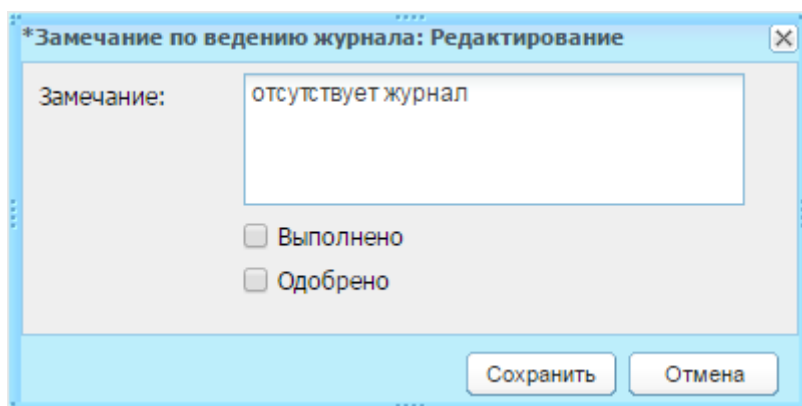 *Замечание по ведению журнала: Редактирование
Замечание:
отсутствует журнал
Выполнено
Одобрено
Сохранить
Отмена